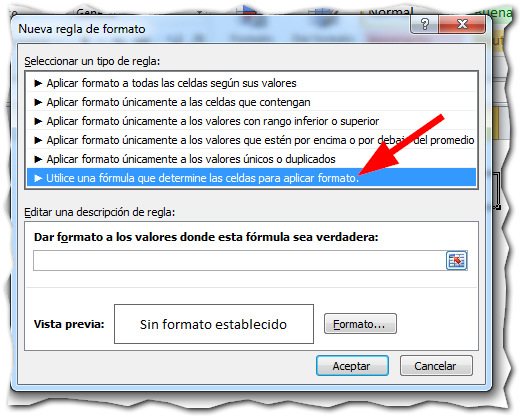 Normal
Nueva regla de formato
Seleccionar un tipo de regla:
► Aplicar formato a todas las celdas según sus valores
► Aplicar formato únicamente a las celdas que contengan
► Aplicar formato únicamente a los valores con rango inferior o superior
► Aplicar formato únicamente a los valores que estén por encima o por debajo del promedio
► Aplicar formato únicamente a los valores únicos o duplicados
► Utilice una fórmula que determine las celdas para aplicar formato.
Editar una descripción de regla:
Dar formato a los valores donde esta fórmula sea verdadera:
Vista previa: Sin formato establecido Formato...
Aceptar Cancelar